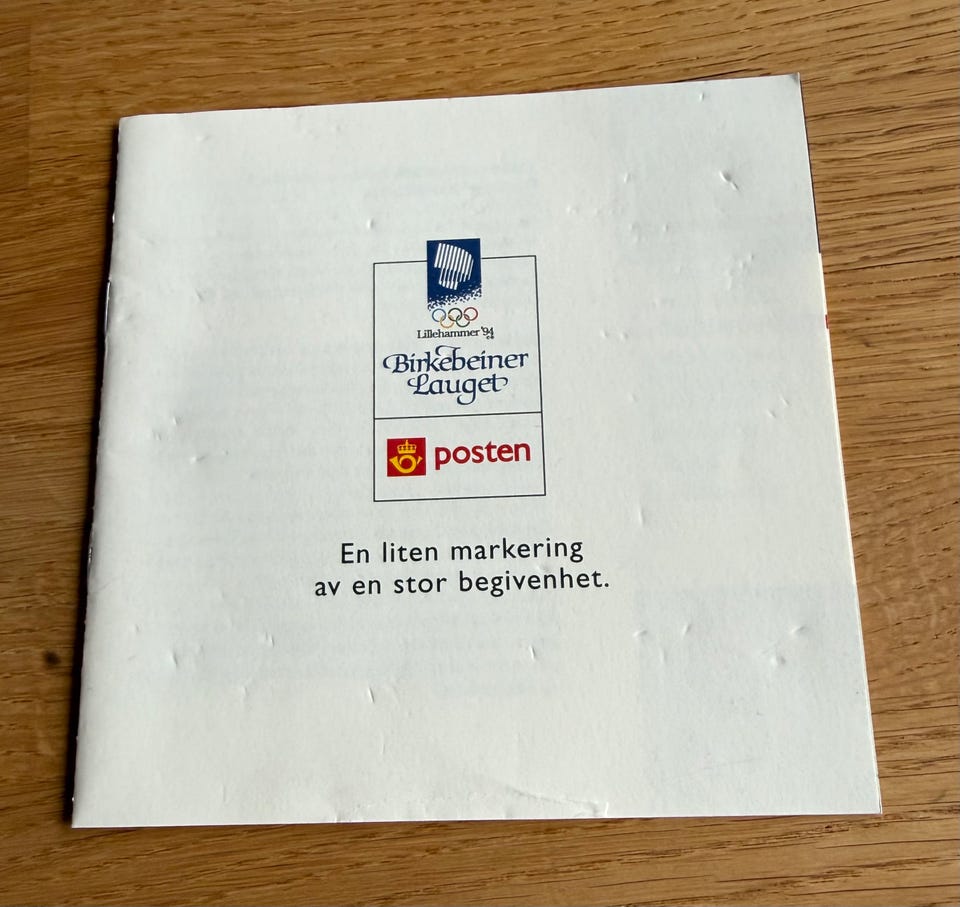 Lillehammer '94
Birkebeiner
Lauget
posten
En liten markering
av en stor begivenhet.